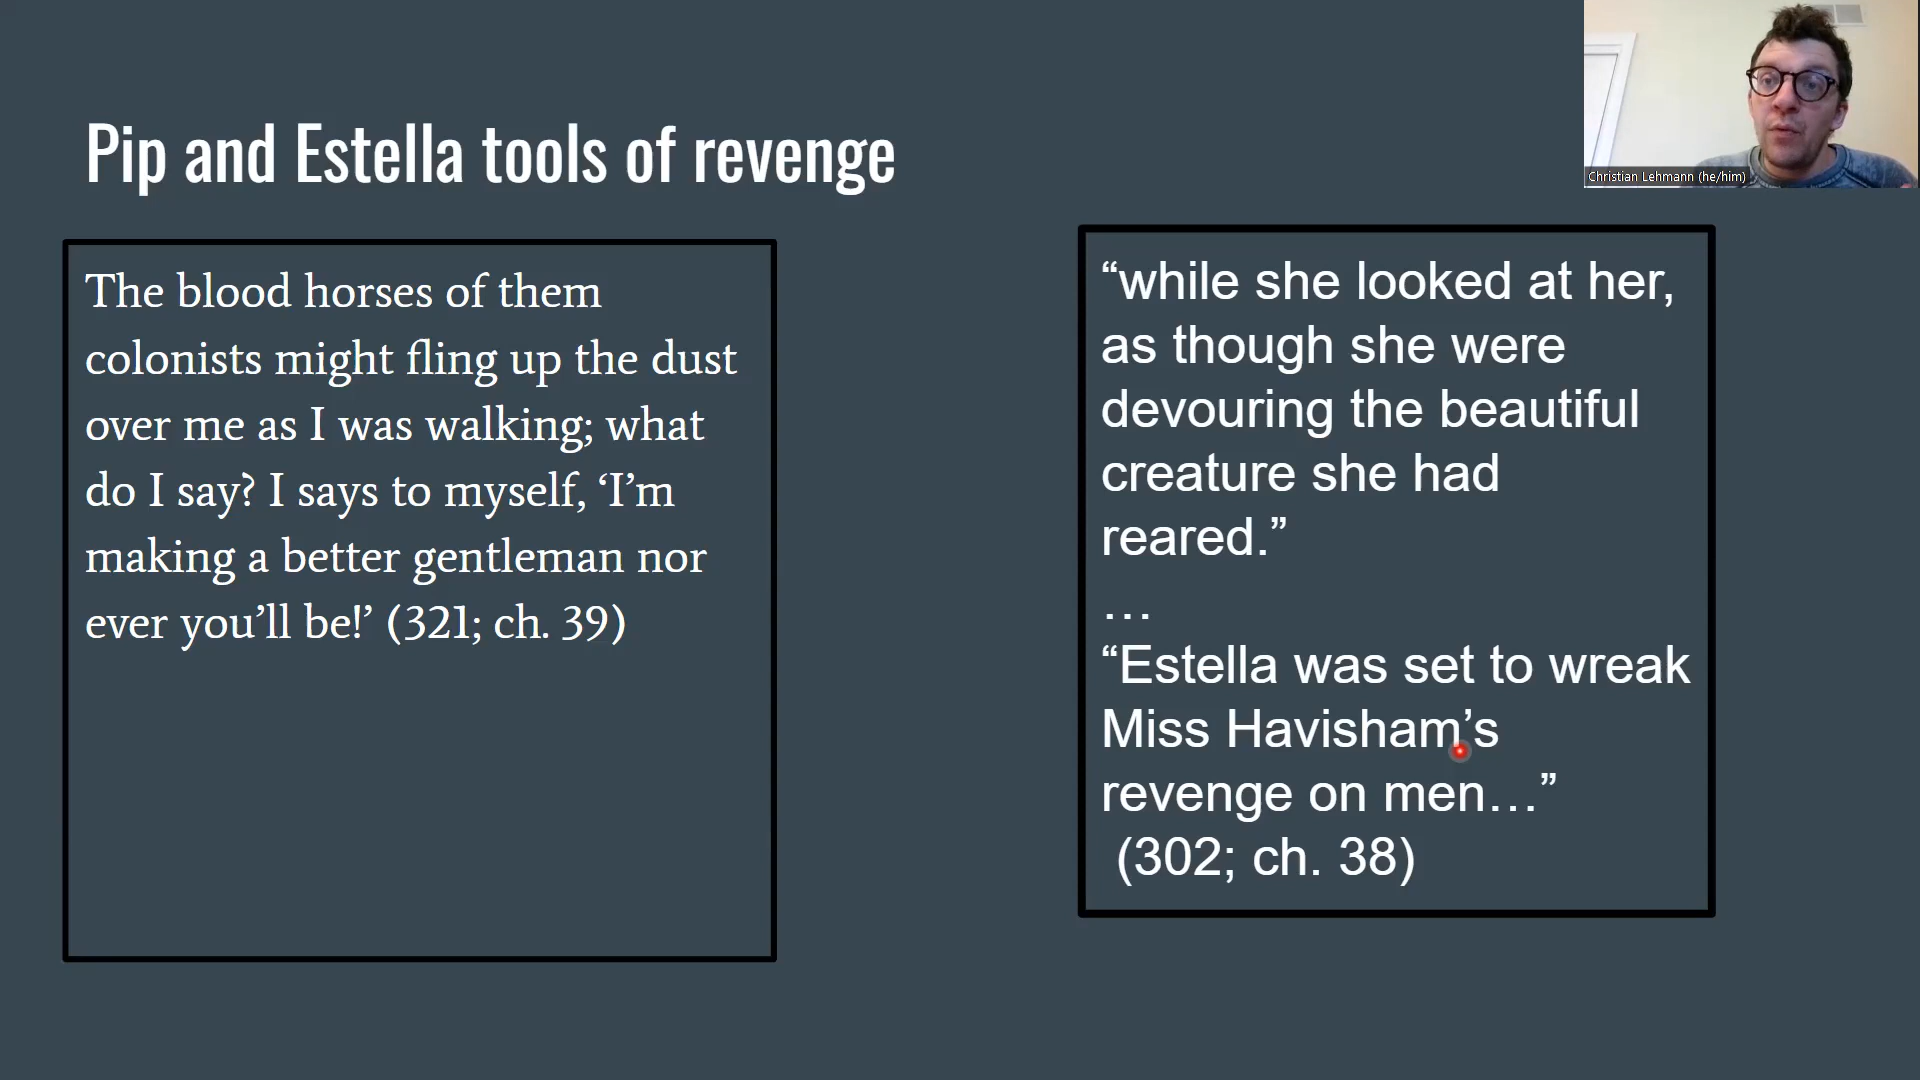 Pip and Estella tools of revenge
The blood horses of them
colonists might fling up the dust
over me as I was walking; what
do I say? I says to myself, ‘I’m
making a better gentleman nor
ever you’ll be!’ (321; ch. 39)
“while she looked at her,
as though she were
devouring the beautiful
creature she had
reared.”
…
“Estella was set to wreak
Miss Havisham’s
revenge on men…”
(302; ch. 38)
Christian Lehmann (he/him)